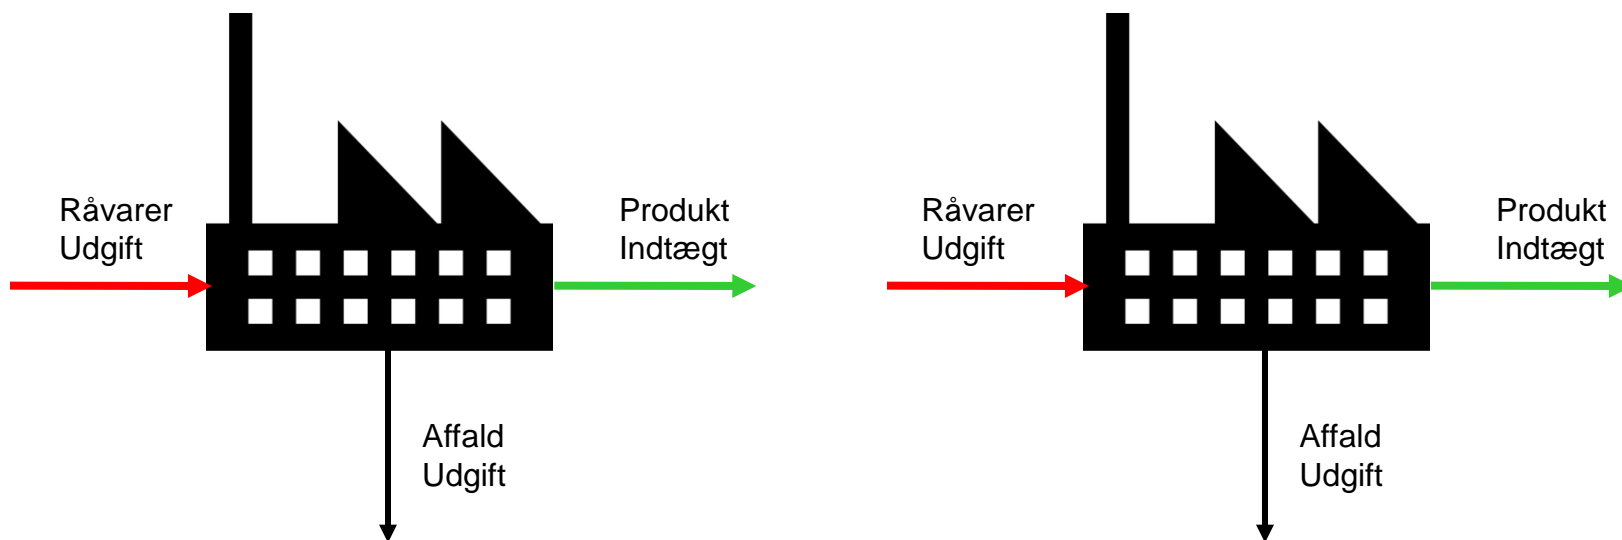 Råvarer
Udgift
Produkt
Indtægt
Affald
Udgift
Råvarer
Udgift
Produkt
Indtægt
Affald
Udgift